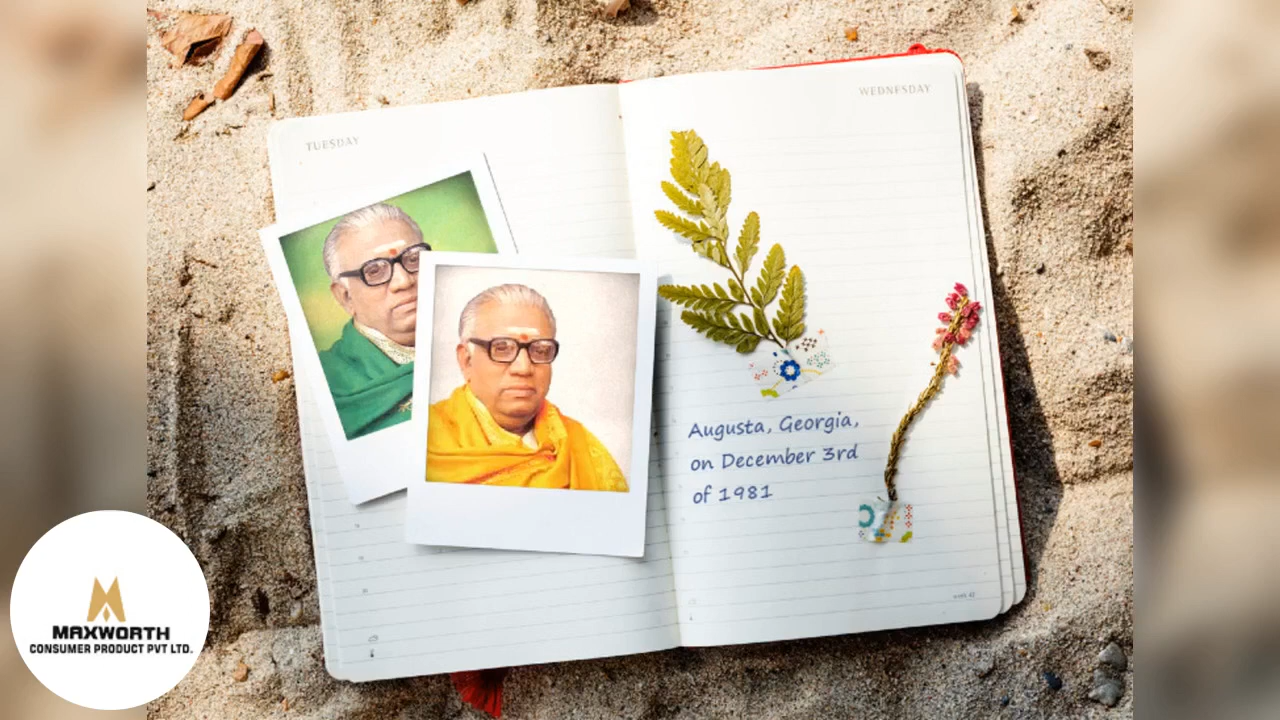 TUESDAY
WEDNESDAY
Augusta, Georgia,
on December 3rd
of 1981
MAXWORTH
CONSUMER PRODUCT PVT LTD.